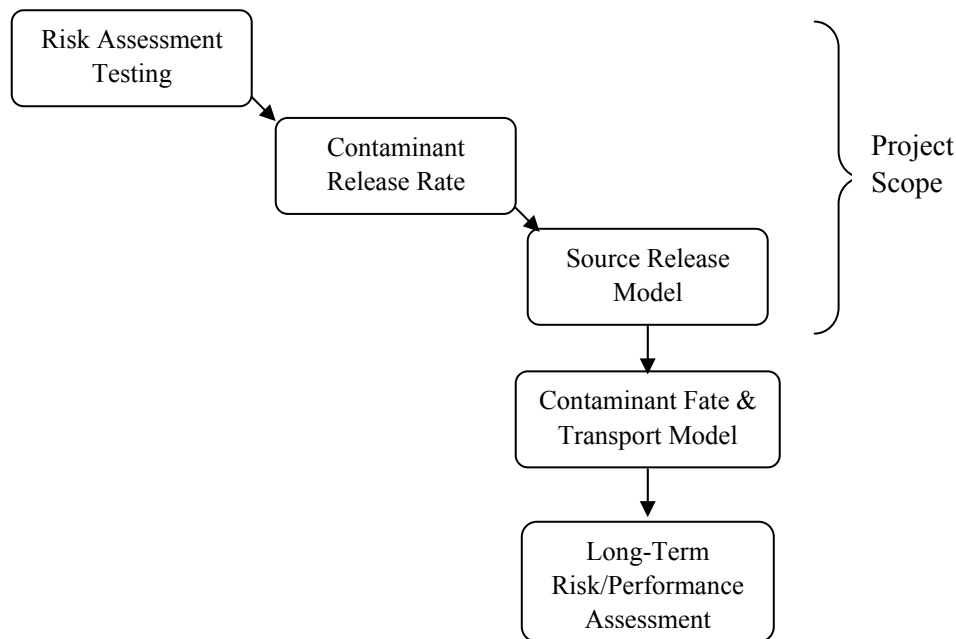 Risk Assessment
Testing
Contaminant
Release Rate
Project
Scope
Source Release
Model
Contaminant Fate &
Transport Model
Long-Term
Risk/Performance
Assessment